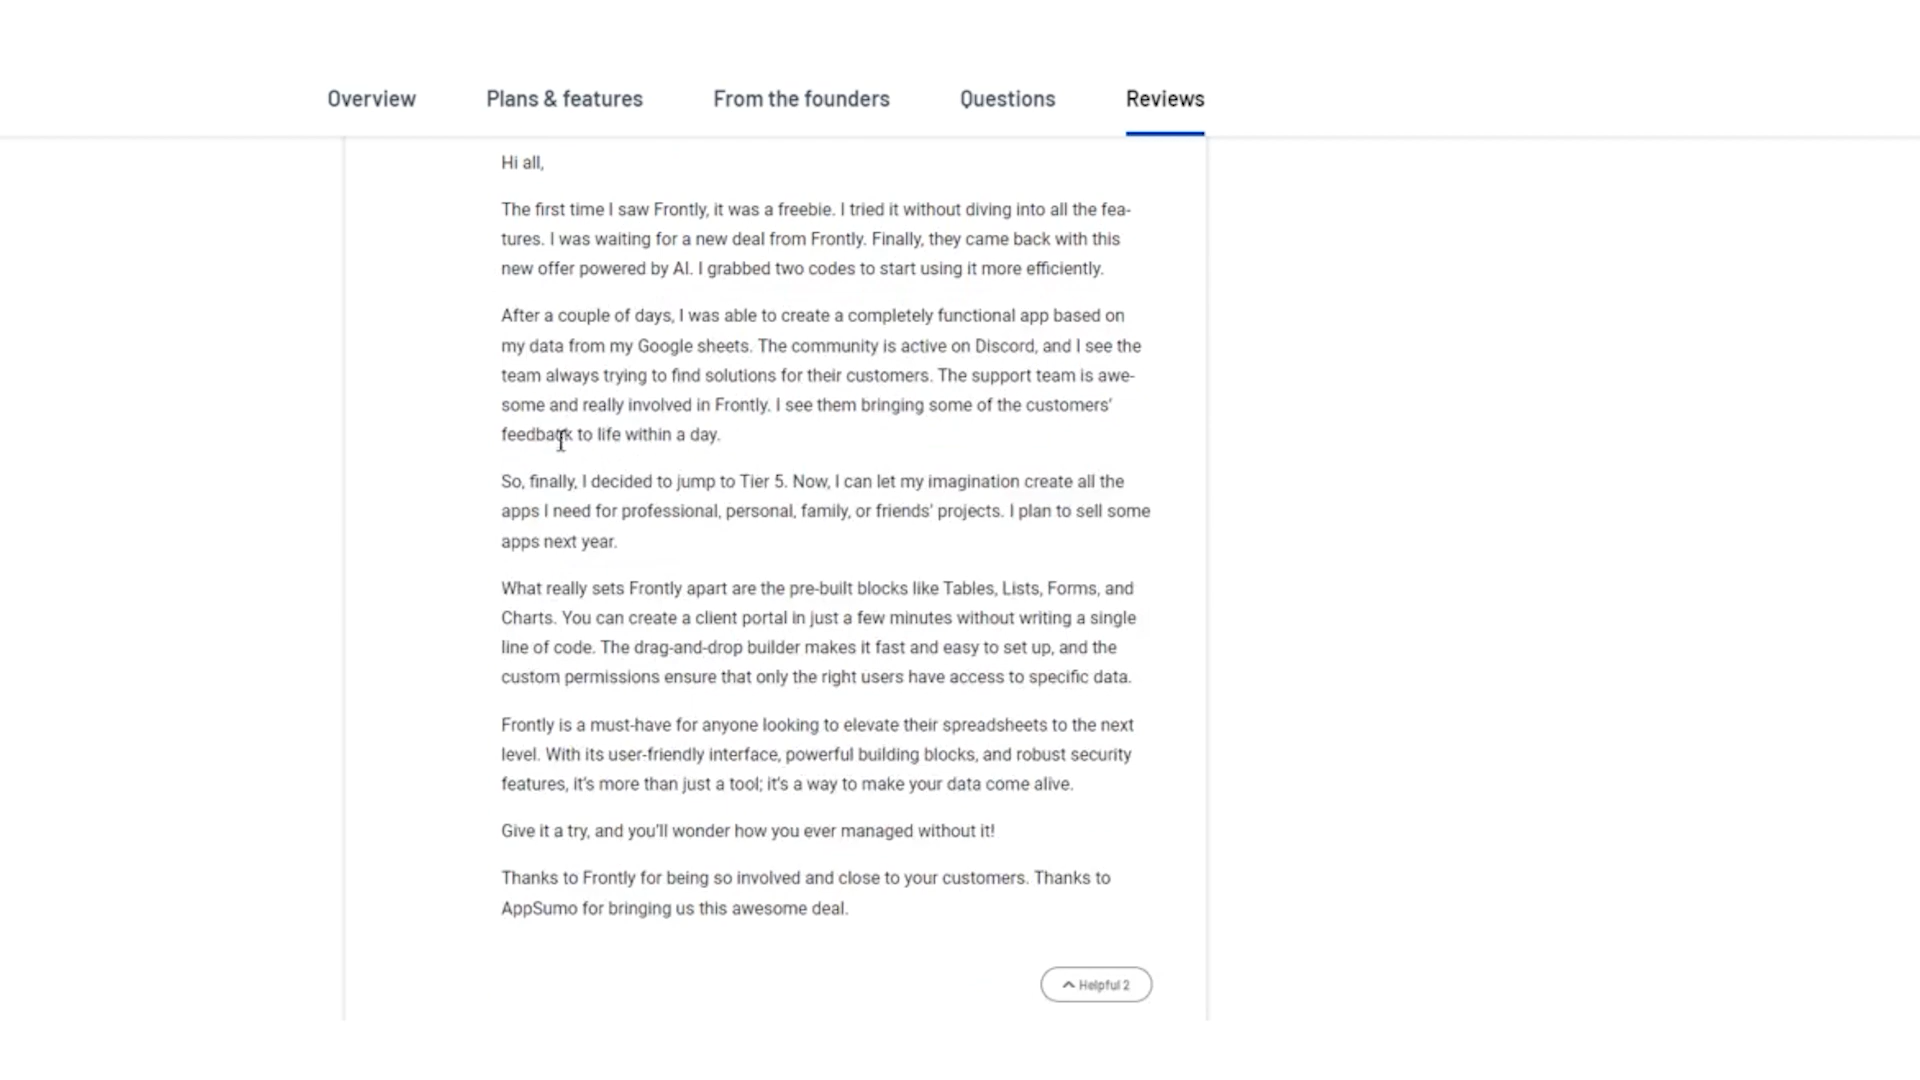 Overview Plans & features From the founders Questions Reviews
Hi all,
The first time I saw Frontly, it was a freebie. I tried it without diving into all the fea-
tures. I was waiting for a new deal from Frontly. Finally, they came back with this
new offer powered by AI. I grabbed two codes to start using it more efficiently.
After a couple of days, I was able to create a completely functional app based on
my data from my Google sheets. The community is active on Discord, and I see the
team always trying to find solutions for their customers. The support team is awe-
some and really involved in Frontly. I see them bringing some of the customers'
feedback to life within a day.
So, finally, I decided to jump to Tier 5. Now, I can let my imagination create all the
apps I need for professional, personal, family, or friends' projects. I plan to sell some
apps next year.
What really sets Frontly apart are the pre-built blocks like Tables, Lists, Forms, and
Charts. You can create a client portal in just a few minutes without writing a single
line of code. The drag-and-drop builder makes it fast and easy to set up, and the
custom permissions ensure that only the right users have access to specific data.
Frontly is a must-have for anyone looking to elevate their spreadsheets to the next
level. With its user-friendly interface, powerful building blocks, and robust security
features, it's more than just a tool; it's a way to make your data come alive.
Give it a try, and you'll wonder how you ever managed without it!
Thanks to Frontly for being so involved and close to your customers. Thanks to
AppSumo for bringing us this awesome deal.
Helpful 2